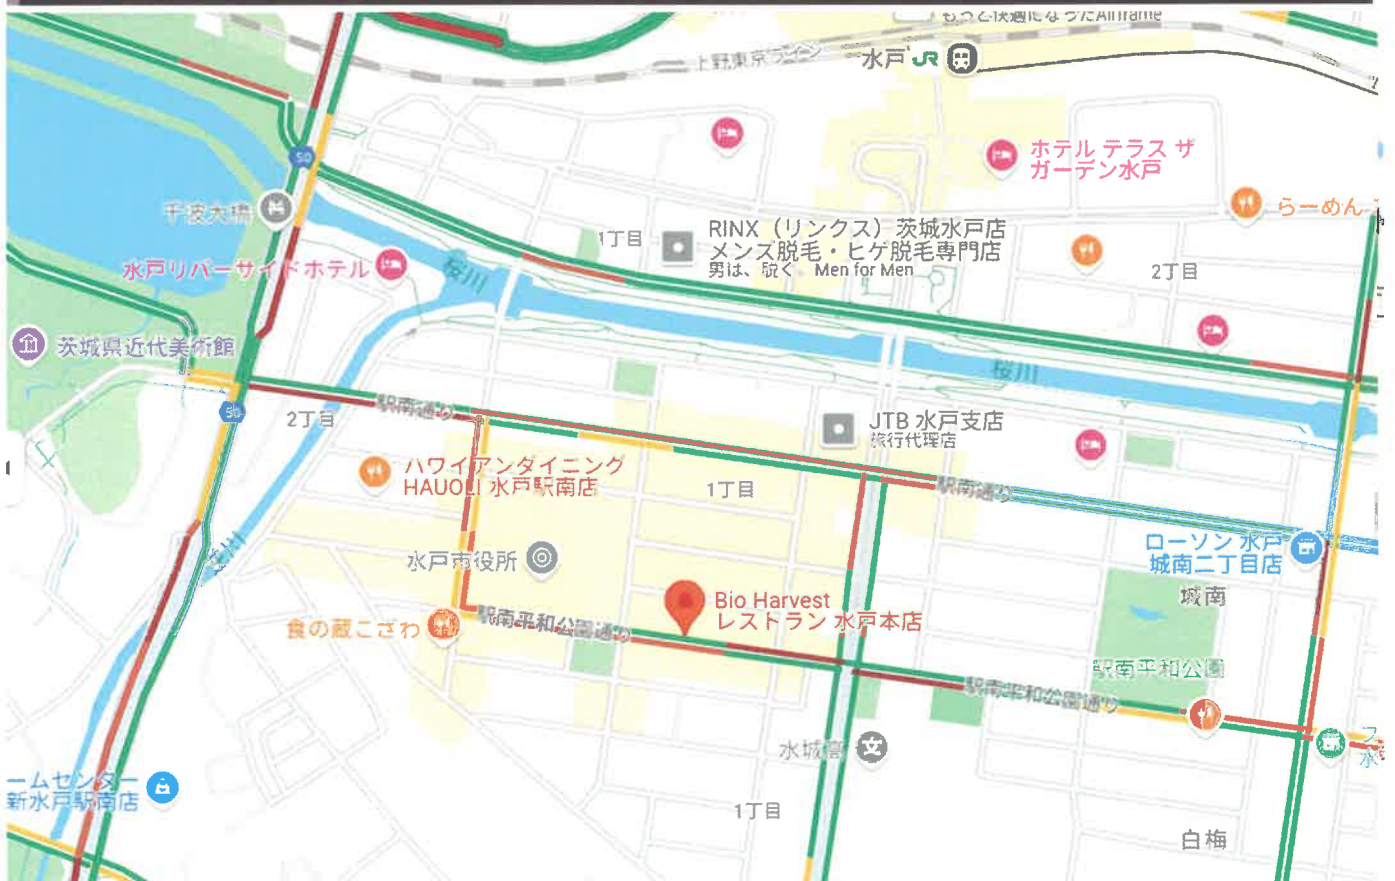 もっと快適になったAirframe
上野東京ライン
水戸 JR
50
ホテル テラス ザ
ガーデン水戸
千波大橋
らーめん
RINX（リンクス）茨城水戸店
メンズ脱毛・ヒゲ脱毛専門店
男は、脱ぐ。 Men for Men
1丁目
桜川
水戸リバーサイドホテル
2丁目
茨城県近代美術館
桜川
50
2丁目
駅南通り
JTB 水戸支店
旅行代理店
ハワイアンダイニング
HAUOLI 水戸駅南店
1丁目
駅南通り
水戸市役所
ローソン 水戸
城南二丁目店
城南
Bio Harvest
レストラン 水戸本店
食の蔵こざわ
駅南平和公園通り
駅南平和公園
駅南平和公園通り
水城高
ームセンター
新水戸駅南店
1丁目
白梅
フ
水